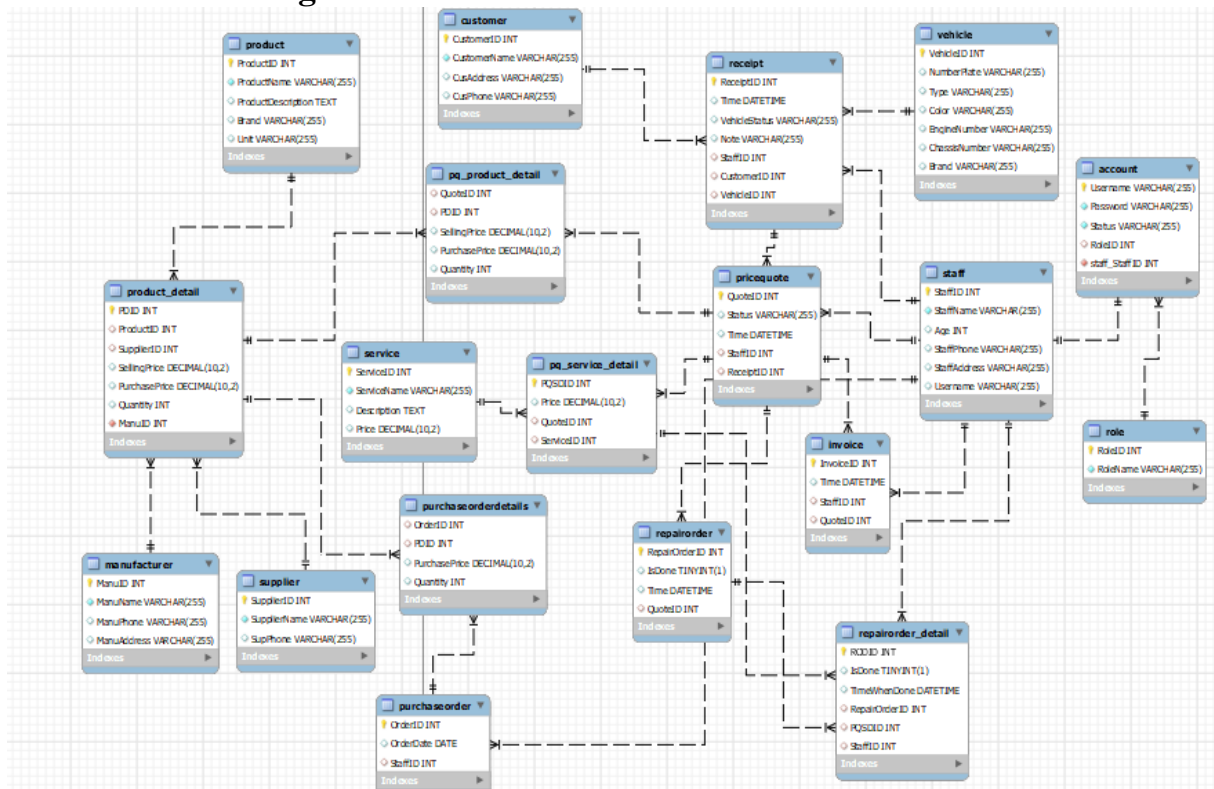 product
ProductID INT
ProductName VARCHAR(255)
ProductDescription TEXT
Brand VARCHAR(255)
Unit VARCHAR(255)
Indexes
customer
CustomerID INT
CustomerName VARCHAR(255)
CusAddress VARCHAR(255)
CusPhone VARCHAR(255)
Indexes
receipt
ReceiptID INT
Time DATETIME
VehicleStatus VARCHAR(255)
Note VARCHAR(255)
StaffID INT
CustomerID INT
VehicleID INT
Indexes
vehicle
VehicleID INT
NumberPlate VARCHAR(255)
Type VARCHAR(255)
Color VARCHAR(255)
EngineNumber VARCHAR(255)
ChassisNumber VARCHAR(255)
Brand VARCHAR(255)
Indexes
account
Username VARCHAR(255)
Password VARCHAR(255)
Status VARCHAR(255)
RoleID INT
staff_StaffID INT
Indexes
pq_product_detail
QuoteID INT
PDID INT
SellingPrice DECIMAL(10,2)
PurchasePrice DECIMAL(10,2)
Quantity INT
Indexes
product_detail
PDID INT
ProductID INT
SupplierID INT
SellingPrice DECIMAL(10,2)
PurchasePrice DECIMAL(10,2)
Quantity INT
ManuID INT
Indexes
pricequote
QuoteID INT
Status VARCHAR(255)
Time DATETIME
StaffID INT
ReceiptID INT
Indexes
staff
StaffID INT
StaffName VARCHAR(255)
Age INT
StaffPhone VARCHAR(255)
StaffAddress VARCHAR(255)
Username VARCHAR(255)
Indexes
service
ServiceID INT
ServiceName VARCHAR(255)
Description TEXT
Price DECIMAL(10,2)
Indexes
pq_service_detail
PQSDID INT
Price DECIMAL(10,2)
QuoteID INT
ServiceID INT
Indexes
invoice
InvoiceID INT
Time DATETIME
StaffID INT
QuoteID INT
Indexes
role
RoleID INT
RoleName VARCHAR(255)
Indexes
purchaseorderdetails
OrderID INT
PDID INT
PurchasePrice DECIMAL(10,2)
Quantity INT
Indexes
repairorder
RepairOrderID INT
IsDone TINYINT(1)
Time DATETIME
QuoteID INT
Indexes
manufacturer
ManuID INT
ManuName VARCHAR(255)
ManuPhone VARCHAR(255)
ManuAddress VARCHAR(255)
Indexes
supplier
SupplierID INT
SupplierName VARCHAR(255)
SupPhone VARCHAR(255)
Indexes
repairorder_detail
RODID INT
IsDone TINYINT(1)
TimeWhenDone DATETIME
RepairOrderID INT
PQSDID INT
StaffID INT
Indexes
purchaseorder
OrderID INT
OrderDate DATE
StaffID INT
Indexes